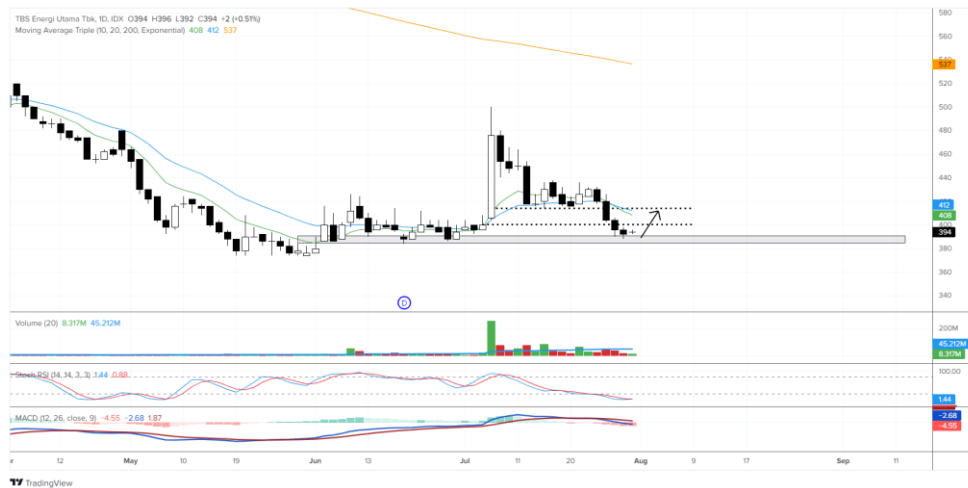 TBS Energi Utama Tbk, 1D, IDX O394 H396 L392 C394 +2 (+0.51%)
Moving Average Triple (10, 20, 200, Exponential) 408 412 537
580
560
537
520
500
480
460
440
412
408
400
394
380
360
340
D
Volume (20) 8.317M 45.212M
200M
45.212M
8.317M
Stoch RSI (14, 14, 3, 3) 1.44 0.88
100.00
1.44
MACD (12, 26, close, 9) -4.55 -2.68 1.87
-2.68
-4.55
12 May 10 19 Jun 13 Jul 11 20 Aug 9 18 Sep 11
TradingView